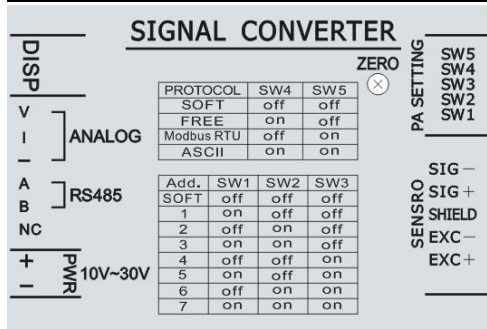 SIGNAL CONVERTER
DISP
V
I
—
ANALOG
A
B
RS485
NC
+
—
PWR
10V~30V
ZERO
PROTOCOL SW4 SW5
SOFT off off
FREE on off
Modbus RTU off on
ASCII on on
Add. SW1 SW2 SW3
SOFT off off off
1 on off off
2 off on off
3 on on off
4 off off on
5 on off on
6 off on on
7 on on on
PA SETTING
SW5
SW4
SW3
SW2
SW1
SENSRO
SIG—
SIG+
SHIELD
EXC—
EXC+